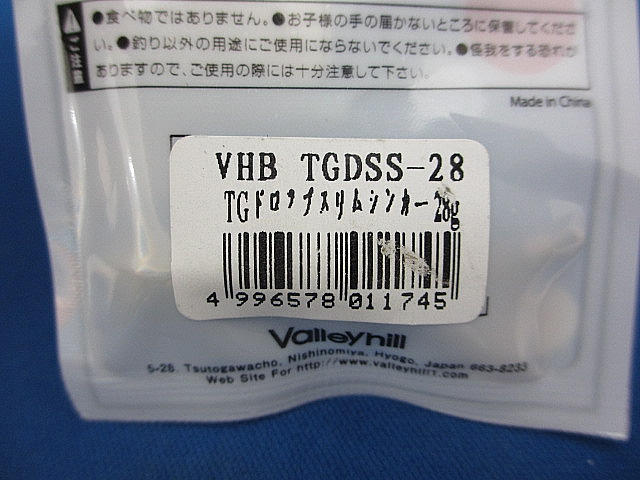 ご注意
●食べ物ではありません。●お子様の手の届かないところに保管してくださ
い。●釣り以外の用途にご使用にならないでください。●怪我をする恐れが
ありますので、ご使用の際には十分注意して下さい。
Made in China
VHB TGDSS-28
TGドロップスリムシンカー28g
4 996578 011745
Valleyhill
5-28, Tsutogawacho, Nishinomiya, Hyogo, Japan 663-8233
Web Site For http://www.valleyhill1.com